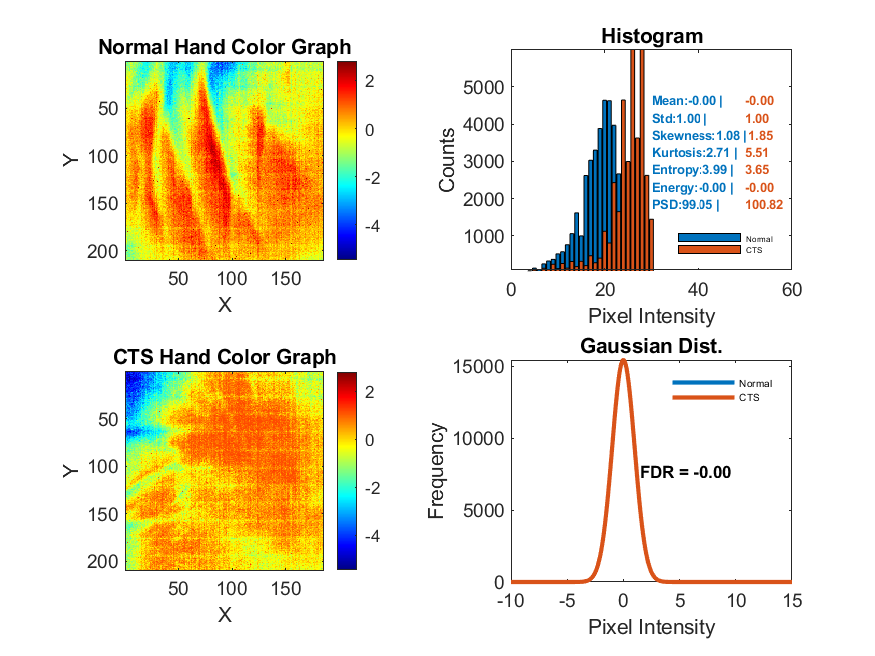 Normal Hand Color Graph
50
100
150
200
Y
50 100 150
X
2
0
-2
-4
Histogram
5000
4000
3000
2000
1000
Counts
Mean:-0.00 | -0.00
Std:1.00 | 1.00
Skewness:1.08 | 1.85
Kurtosis:2.71 | 5.51
Entropy:3.99 | 3.65
Energy:-0.00 | -0.00
PSD:99.05 | 100.82
Normal
CTS
0 20 40 60
Pixel Intensity
CTS Hand Color Graph
50
100
150
200
Y
50 100 150
X
2
0
-2
-4
Gaussian Dist.
15000
10000
5000
0
Frequency
Normal
CTS
FDR = -0.00
-10 -5 0 5 10 15
Pixel Intensity